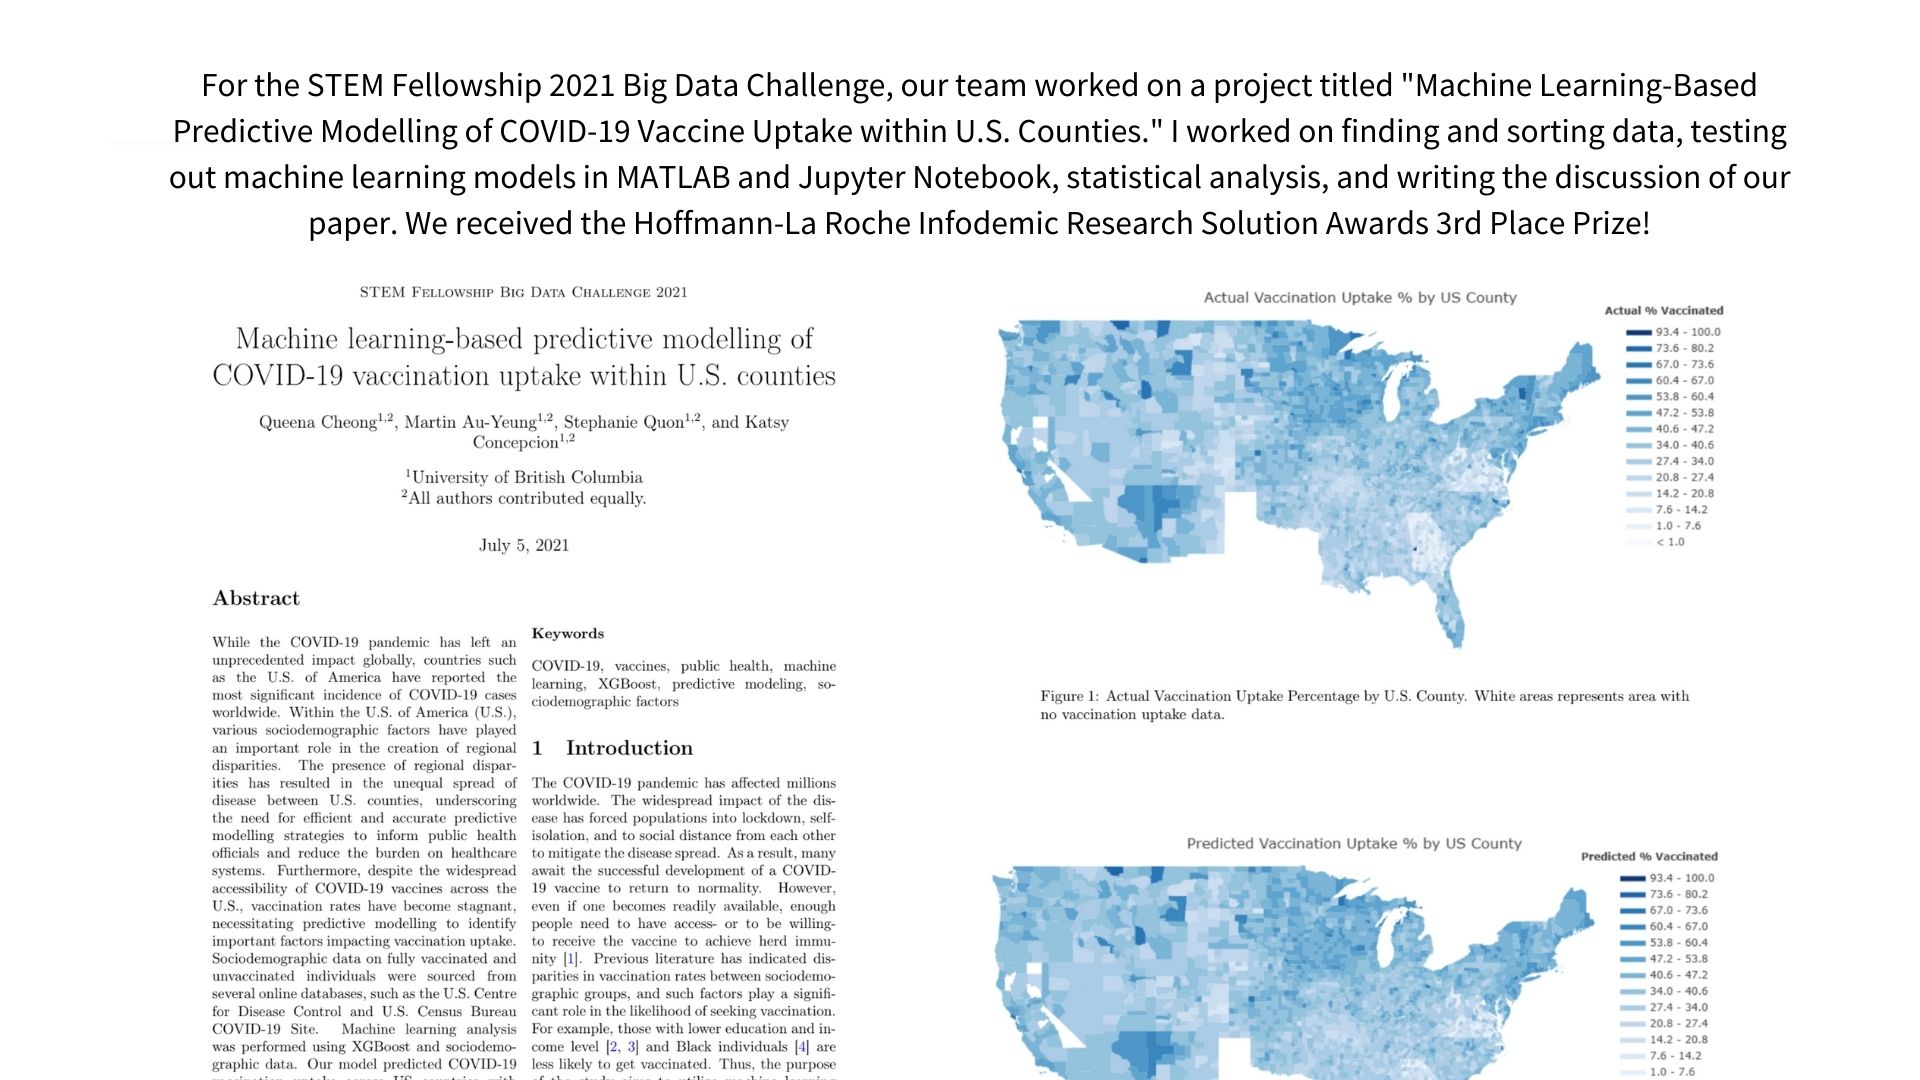 For the STEM Fellowship 2021 Big Data Challenge, our team worked on a project titled "Machine Learning-Based
Predictive Modelling of COVID-19 Vaccine Uptake within U.S. Counties." I worked on finding and sorting data, testing
out machine learning models in MATLAB and Jupyter Notebook, statistical analysis, and writing the discussion of our
paper. We received the Hoffmann-La Roche Infodemic Research Solution Awards 3rd Place Prize!
STEM Fellowship Big Data Challenge 2021
Machine learning-based predictive modelling of
COVID-19 vaccination uptake within U.S. counties
Queena Cheong1,2, Martin Au-Yeung1,2, Stephanie Quon1,2, and Katsy
Concepcion1,2
1University of British Columbia
2All authors contributed equally.
July 5, 2021
Abstract
While the COVID-19 pandemic has left an
unprecedented impact globally, countries such
as the U.S. of America have reported the
most significant incidence of COVID-19 cases
worldwide. Within the U.S. of America (U.S.),
various sociodemographic factors have played
an important role in the creation of regional
disparities. The presence of regional dispar-
ities has resulted in the unequal spread of
disease between U.S. counties, underscoring
the need for efficient and accurate predictive
modelling strategies to inform public health
officials and reduce the burden on healthcare
systems. Furthermore, despite the widespread
accessibility of COVID-19 vaccines across the
U.S., vaccination rates have become stagnant,
necessitating predictive modelling to identify
important factors impacting vaccination uptake.
Sociodemographic data on fully vaccinated and
unvaccinated individuals were sourced from
several online databases, such as the U.S. Centre
for Disease Control and U.S. Census Bureau
COVID-19 Site. Machine learning analysis
was performed using XGBoost and sociodemo-
graphic data. Our model predicted COVID-19
Keywords
COVID-19, vaccines, public health, machine
learning, XGBoost, predictive modeling, so-
ciodemographic factors
1 Introduction
The COVID-19 pandemic has affected millions
worldwide. The widespread impact of the dis-
ease has forced populations into lockdown, self-
isolation, and to social distance from each other
to mitigate the disease spread. As a result, many
await the successful development of a COVID-
19 vaccine to return to normality. However,
even if one becomes readily available, enough
people need to have access- or to be willing-
to receive the vaccine to achieve herd immu-
nity [1]. Previous literature has indicated dis-
parities in vaccination rates between sociodemo-
graphic groups, and such factors play a signifi-
cant role in the likelihood of seeking vaccination.
For example, those with lower education and in-
come level [2, 3] and Black individuals [4] are
less likely to get vaccinated. Thus, the purpose
Actual Vaccination Uptake % by US County
Actual % Vaccinated
93.4 - 100.0
73.6 - 80.2
67.0 - 73.6
60.4 - 67.0
53.8 - 60.4
47.2 - 53.8
40.6 - 47.2
34.0 - 40.6
27.4 - 34.0
20.8 - 27.4
14.2 - 20.8
7.6 - 14.2
1.0 - 7.6
< 1.0
Figure 1: Actual Vaccination Uptake Percentage by U.S. County. White areas represents area with
no vaccination uptake data.
Predicted Vaccination Uptake % by US County
Predicted % Vaccinated
93.4 - 100.0
73.6 - 80.2
67.0 - 73.6
60.4 - 67.0
53.8 - 60.4
47.2 - 53.8
40.6 - 47.2
34.0 - 40.6
27.4 - 34.0
20.8 - 27.4
14.2 - 20.8
7.6 - 14.2
1.0 - 7.6